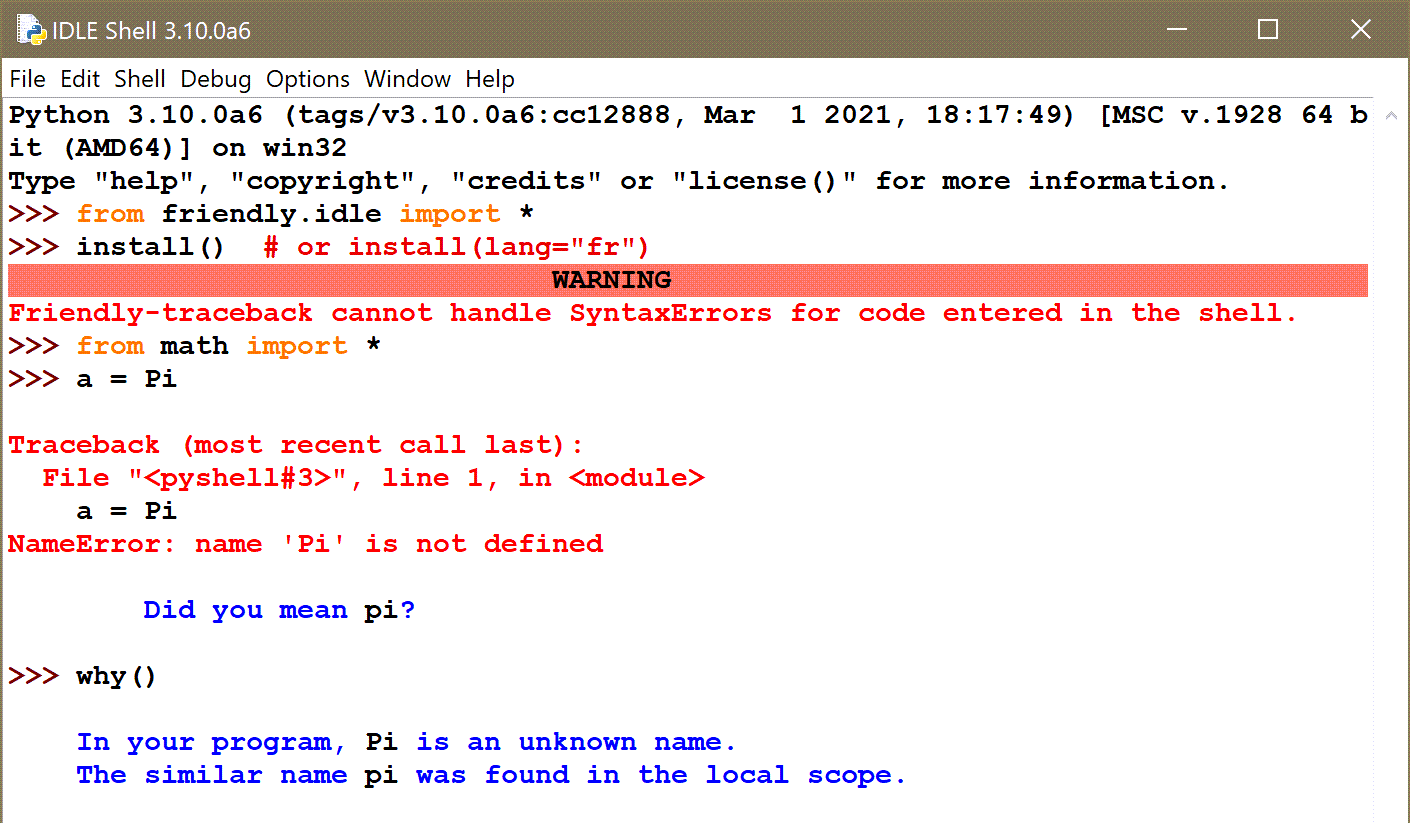 IDLE Shell 3.10.0a6
File Edit Shell Debug Options Window Help
Python 3.10.0a6 (tags/v3.10.0a6:cc12888, Mar  1 2021, 18:17:49) [MSC v.1928 64 b
it (AMD64)] on win32
Type "help", "copyright", "credits" or "license()" for more information.
>>> from friendly.idle import *
>>> install()  # or install(lang="fr")
WARNING
Friendly-traceback cannot handle SyntaxErrors for code entered in the shell.
>>> from math import *
>>> a = Pi
Traceback (most recent call last):
  File "<pyshell#3>", line 1, in <module>
    a = Pi
NameError: name 'Pi' is not defined
        Did you mean pi?
>>> why()
    In your program, Pi is an unknown name.
    The similar name pi was found in the local scope.